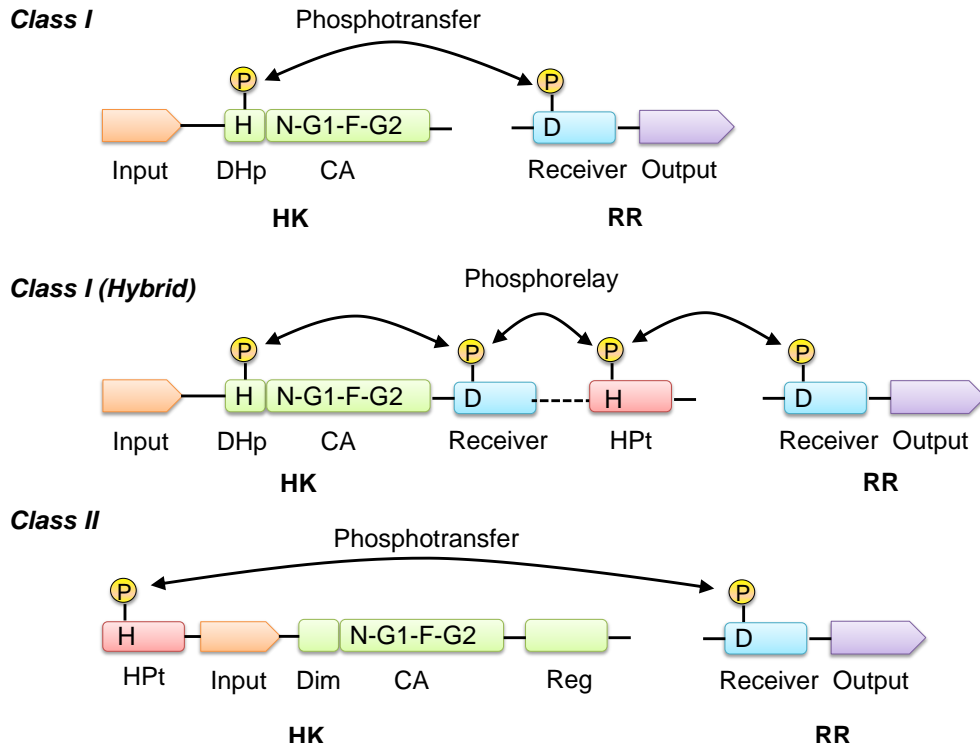 Class I
Phosphotransfer
P P
H N-G1-F-G2 D
Input DHp CA Receiver Output
HK RR
Class I (Hybrid)
Phosphorelay
P P P P
H N-G1-F-G2 D H D
Input DHp CA Receiver HPt Receiver Output
HK RR
Class II
Phosphotransfer
P P
H N-G1-F-G2 D
HPt Input Dim CA Reg Receiver Output
HK RR